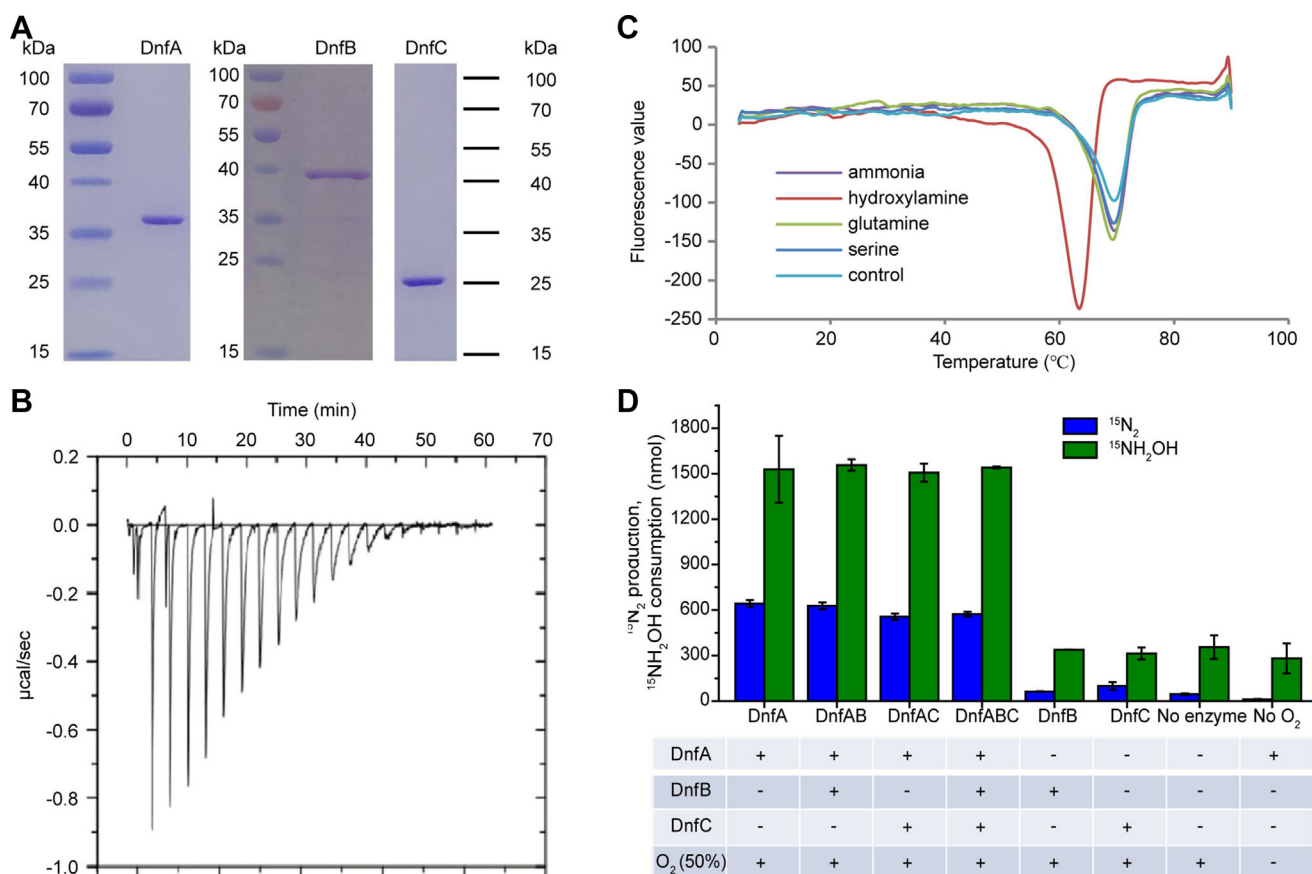 A
kDa DnfA kDa DnfB DnfC kDa
100 100 100
70 70 70
55 55 55
40 40 40
35 35 35
25 25 25
15 15 15
B
Time (min)
0 10 20 30 40 50 60 70
0.2
0.0
-0.2
-0.4
-0.6
-0.8
-1.0
µcal/sec
C
100
50
0
-50
-100
-150
-200
-250
Fluorescence value
ammonia
hydroxylamine
glutamine
serine
control
0 20 40 60 80 100
Temperature (℃)
D
¹⁵N₂ production,
¹⁵NH₂OH consumption (nmol)
1800
1500
1200
900
600
300
0
¹⁵N₂
¹⁵NH₂OH
DnfA DnfAB DnfAC DnfABC DnfB DnfC No enzyme No O₂
DnfA + + + + - - - +
DnfB - + - + + - - -
DnfC - - + + - + - -
O₂ (50%) + + + + + + + -